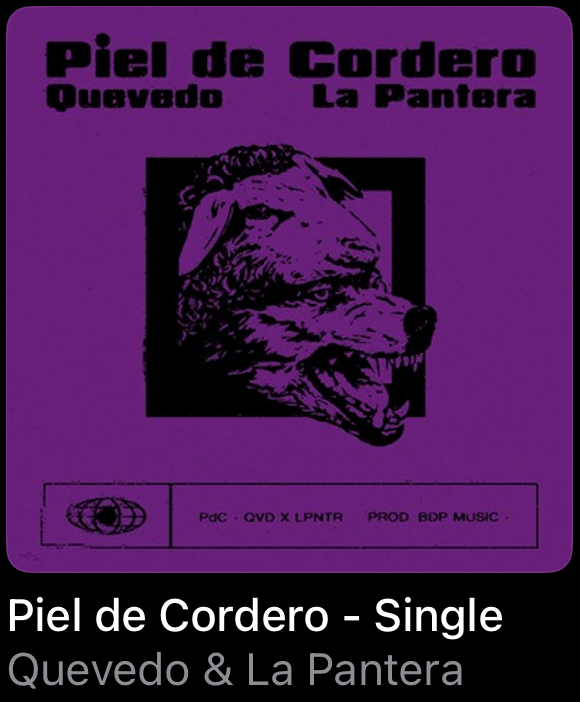 Piel de Cordero
Quevedo La Pantera
PdC - QVD X LPNTR PROD. BDP MUSIC -
Piel de Cordero - Single
Quevedo & La Pantera